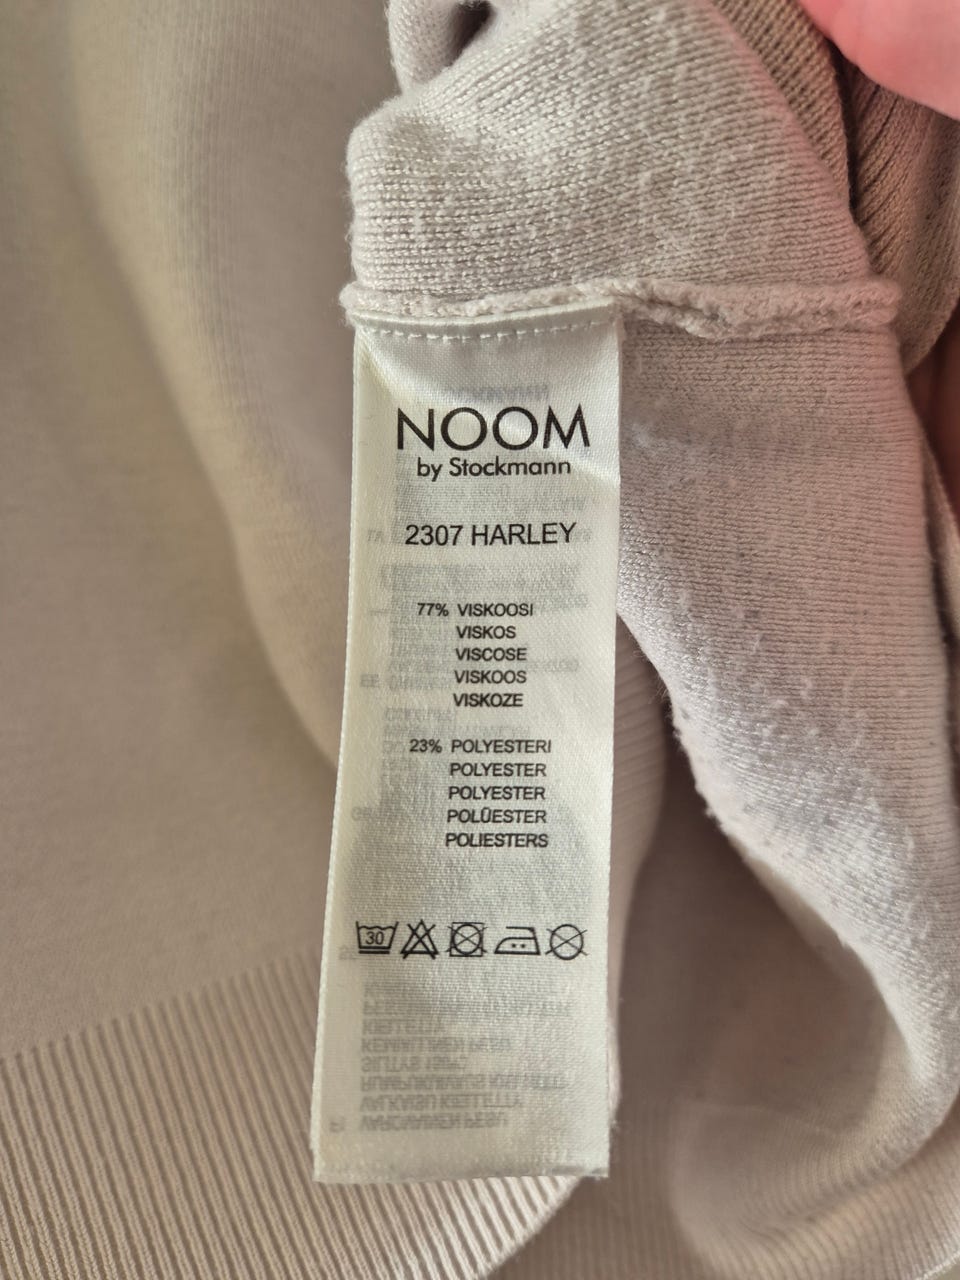 NOOM
by Stockmann
2307 HARLEY
77% VISKOOSI
VISKOS
VISCOSE
VISKOOS
VISKOZE
23% POLYESTERI
POLYESTER
POLYESTER
POLÜESTER
POLIESTERS
30